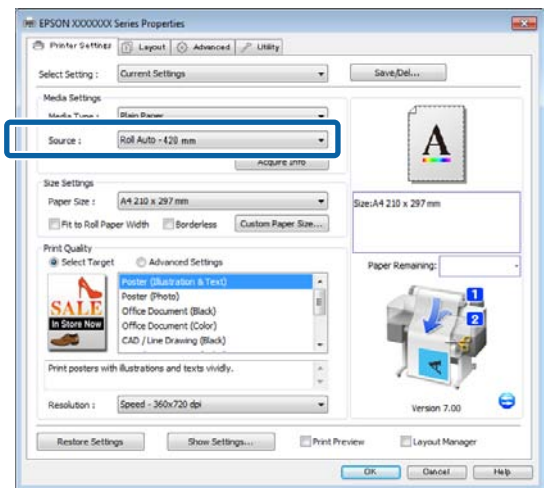 EPSON XXXXXXX Series Properties
Printer Settings Layout Advanced Utility
Select Setting : Current Settings Save/Del...
Media Settings
Media Type : Plain Paper
Source : Roll Auto - 420 mm
Acquire Info
Size Settings
Paper Size : A4 210 x 297 mm
Fit to Roll Paper Width Borderless Custom Paper Size...
Print Quality
Select Target Advanced Settings
SALE
In Store Now
Poster (Illustration & Text)
Poster (Photo)
Office Document (Black)
Office Document (Color)
CAD / Line Drawing (Black)
Print posters with illustrations and texts vividly.
Resolution : Speed - 360x720 dpi
A
Size:A4 210 x 297 mm
Paper Remaining:
1
2
A
Version 7.00
Restore Settings Show Settings... Print Preview Layout Manager
OK Cancel Help